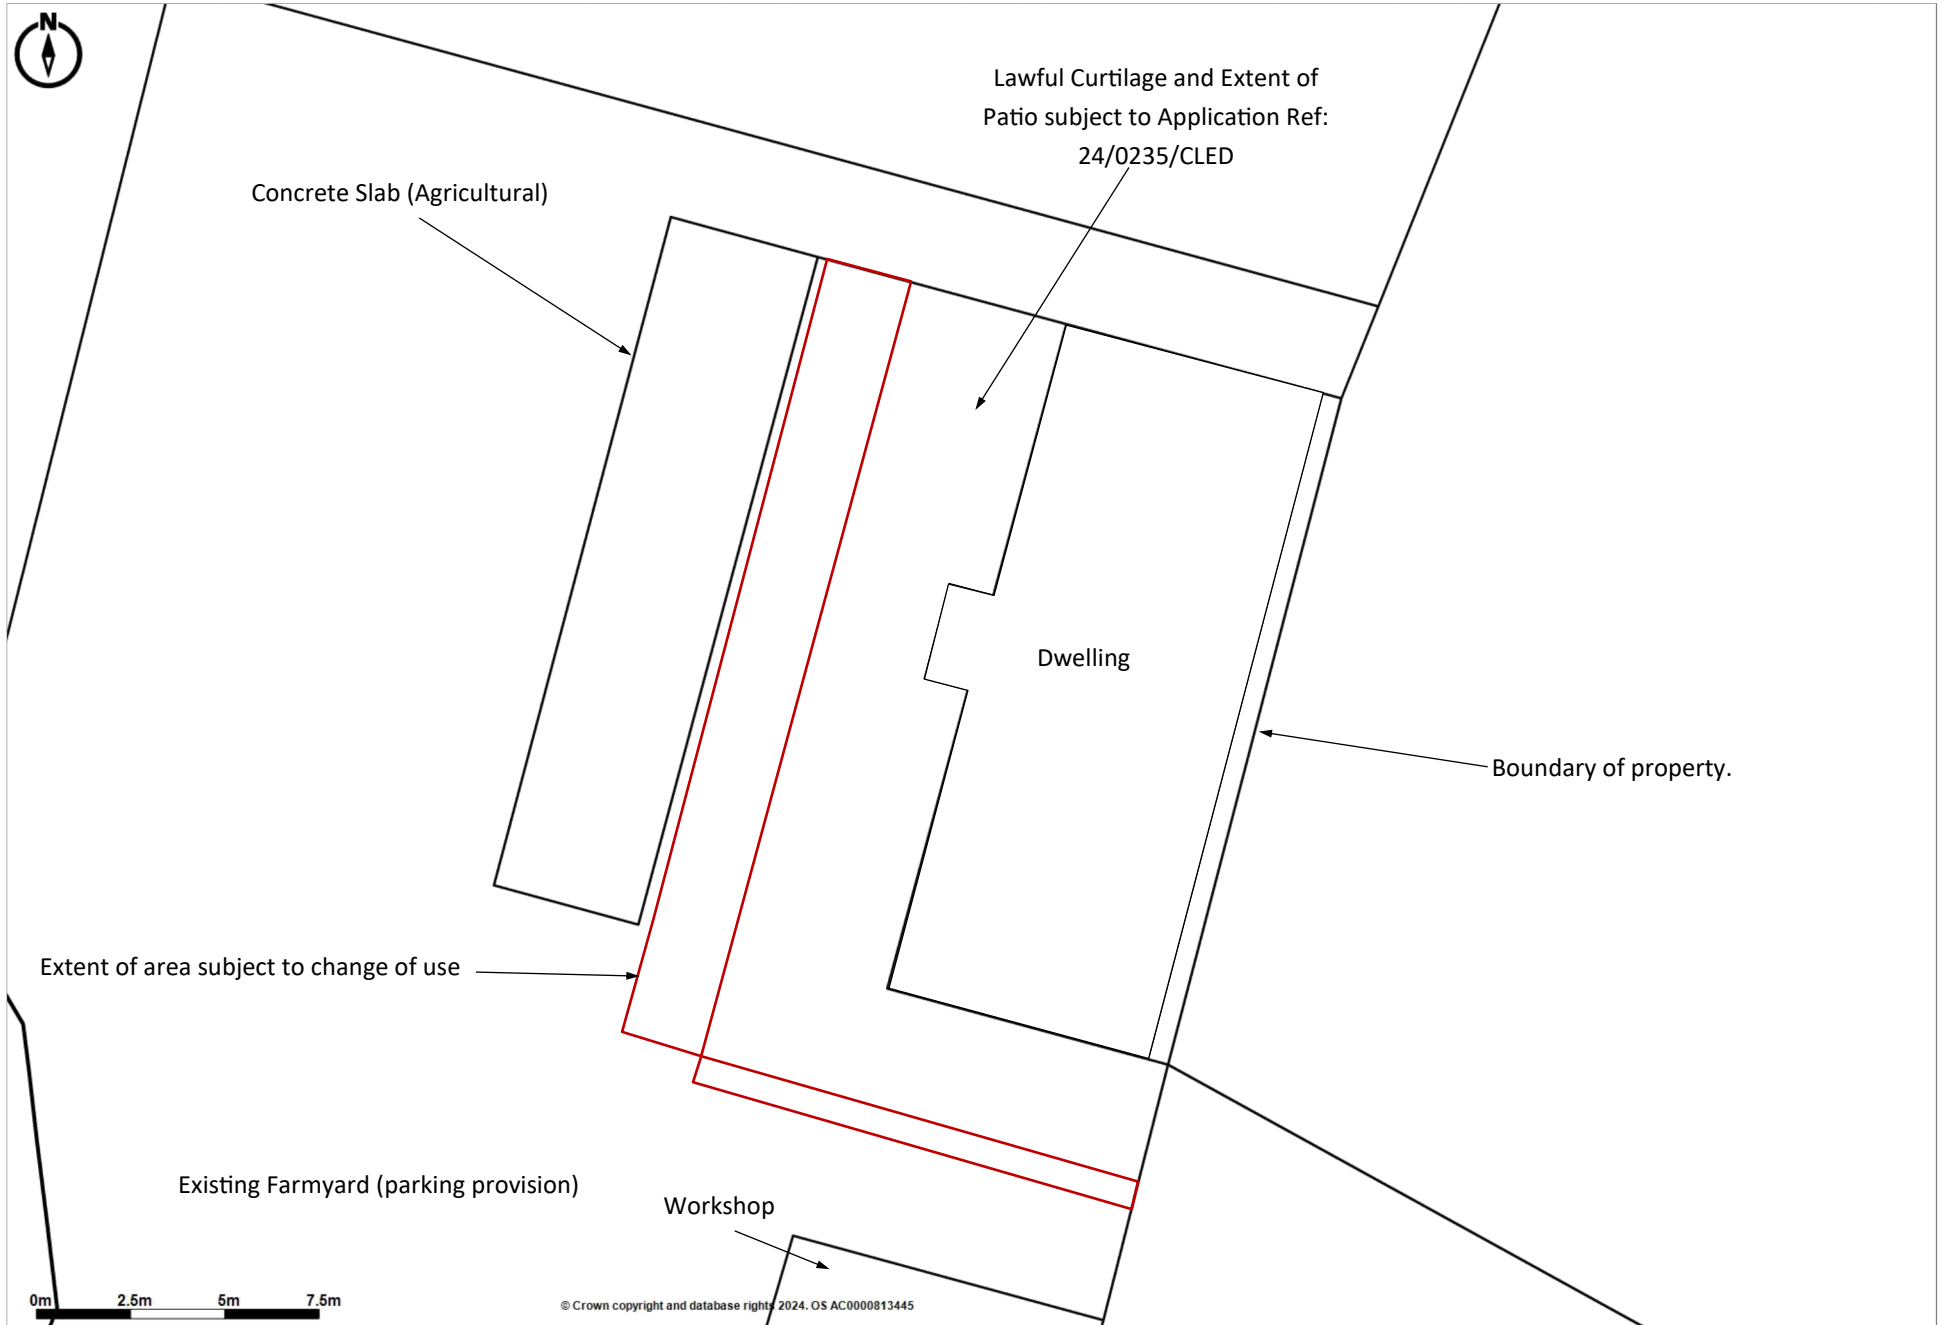 N
Lawful Curtilage and Extent of
Patio subject to Application Ref:
24/0235/CLED
Concrete Slab (Agricultural)
Dwelling
Boundary of property.
Extent of area subject to change of use
Existing Farmyard (parking provision)
Workshop
0m 2.5m 5m 7.5m
© Crown copyright and database rights 2024. OS AC0000813445